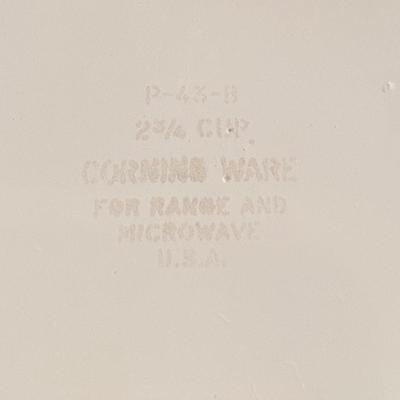 P-43-B
2 3/4 CUP
CORNING WARE
FOR RANGE AND
MICROWAVE
U.S.A.